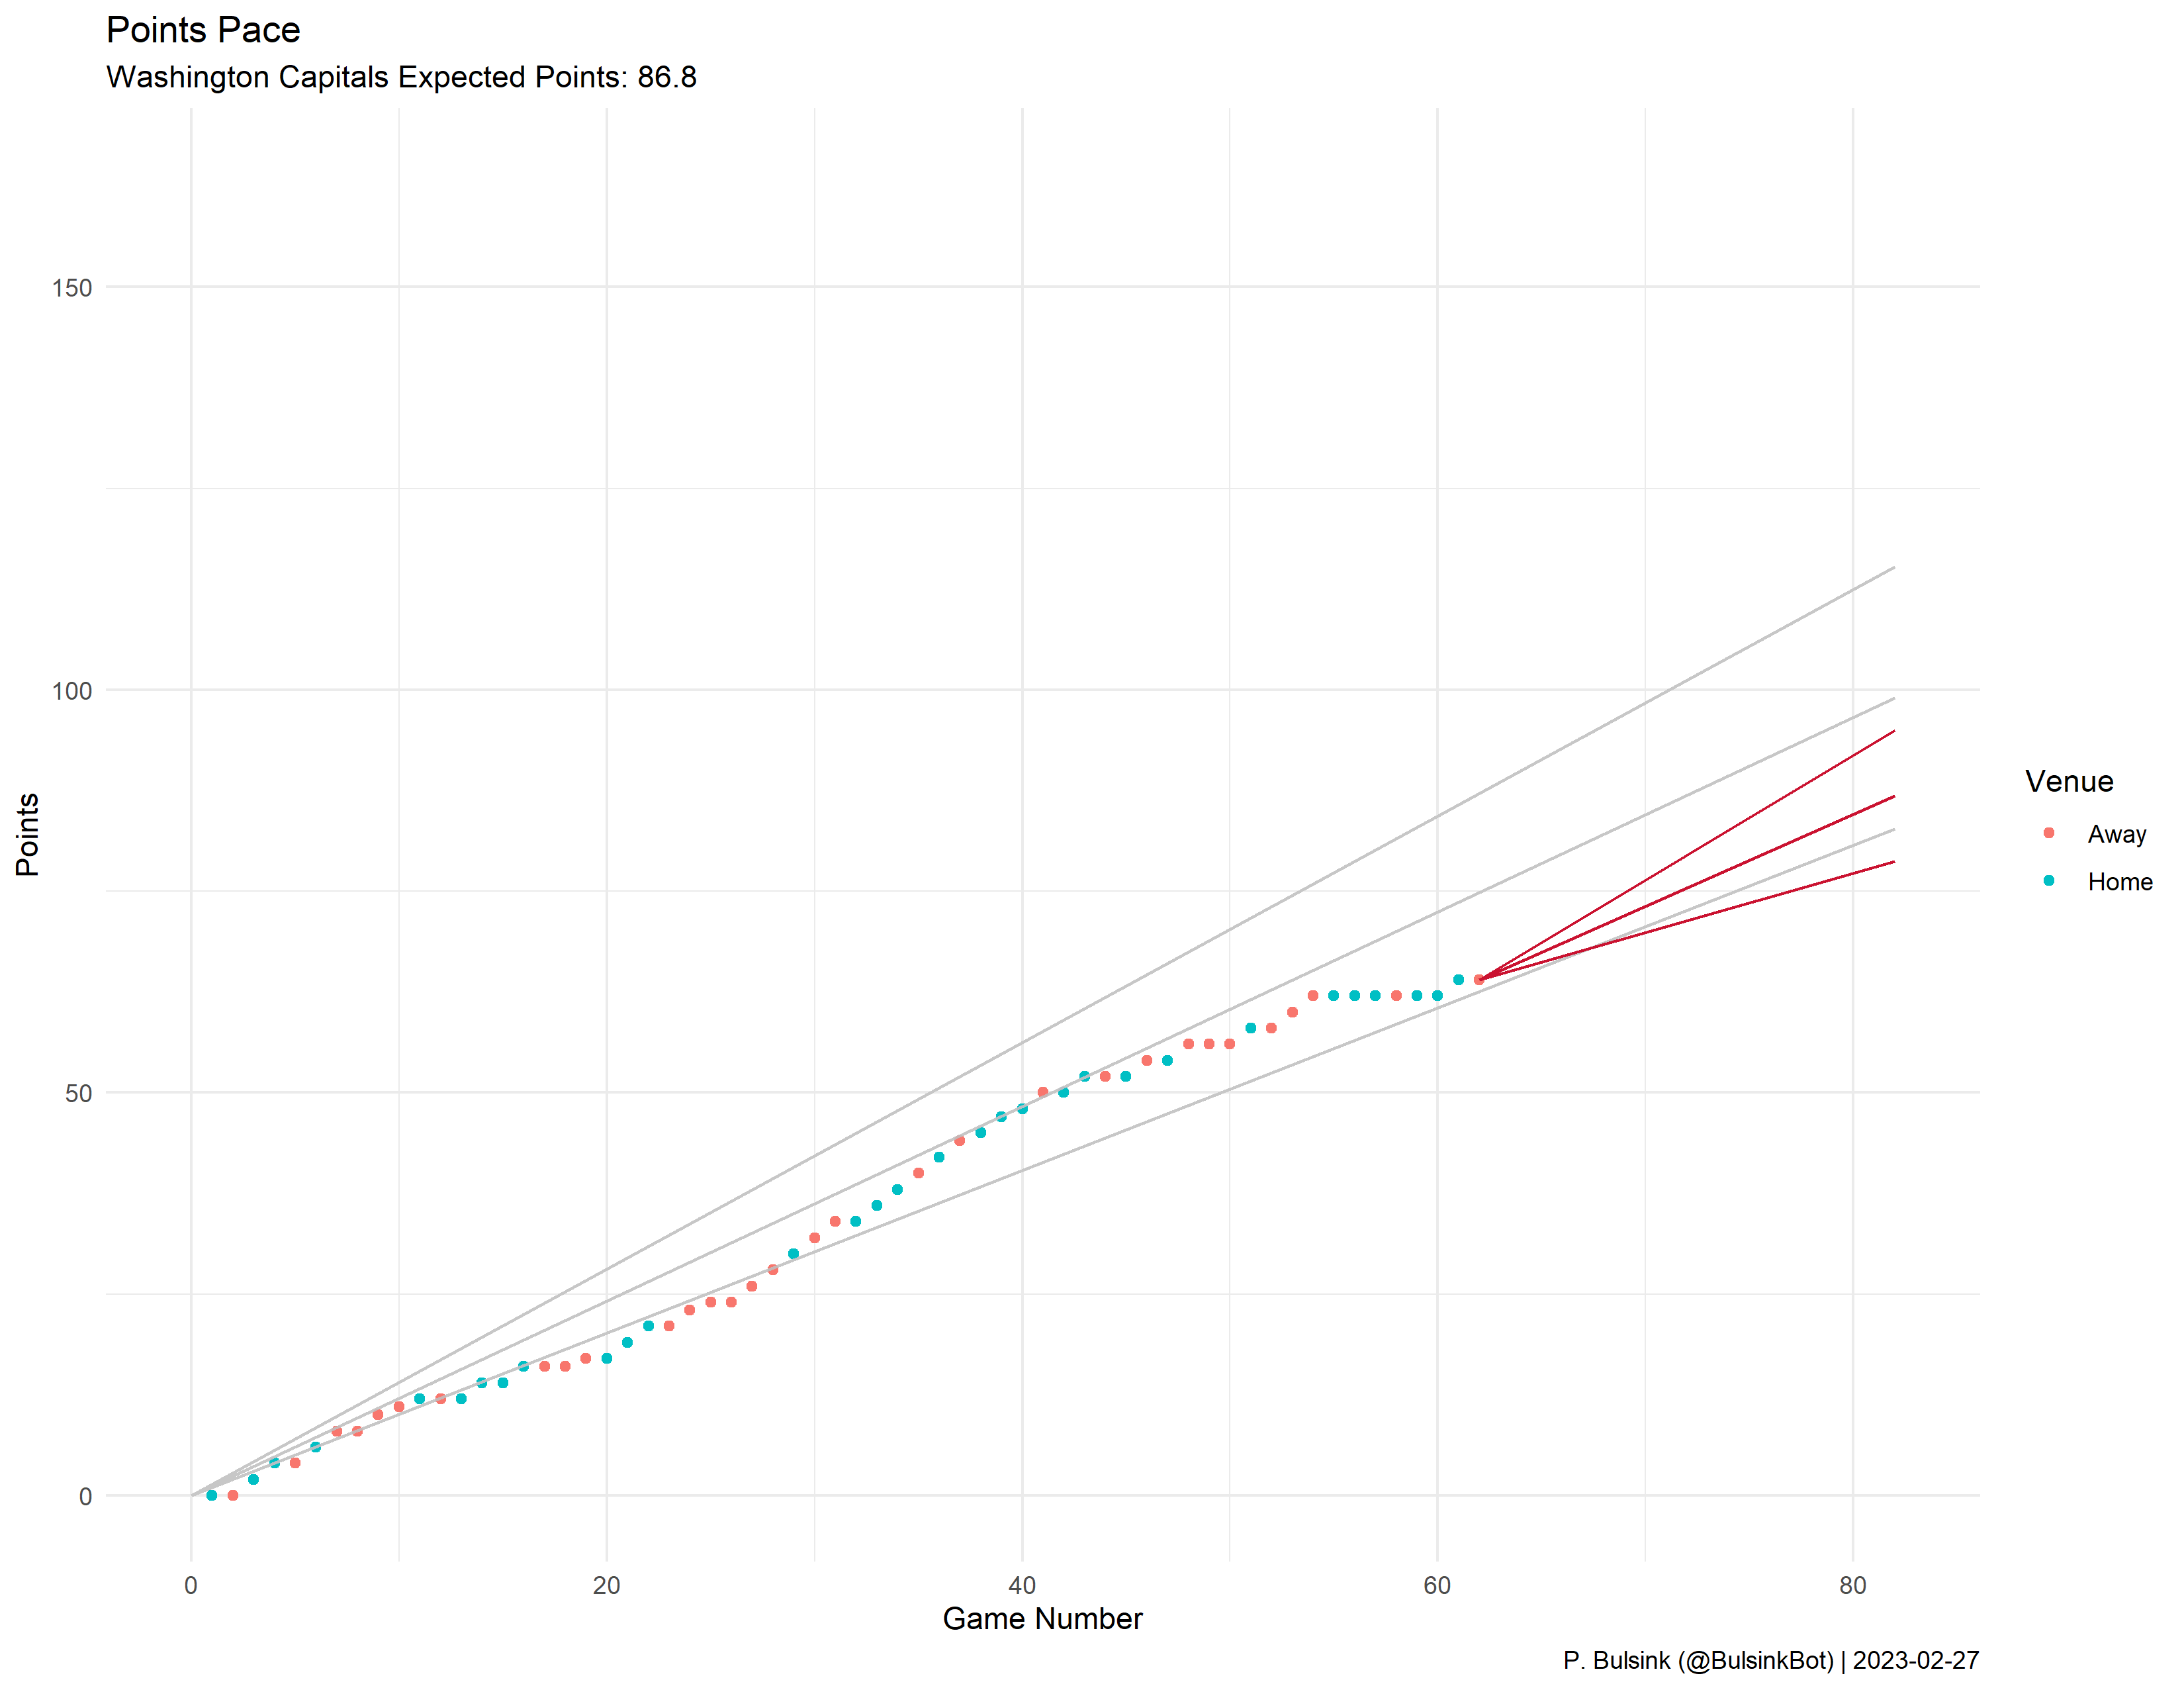 Points Pace
Washington Capitals Expected Points: 86.8
150
100
50
0
Points
0 20 40 60 80
Game Number
Venue
Away
Home
P. Bulsink (@BulsinkBot) | 2023-02-27